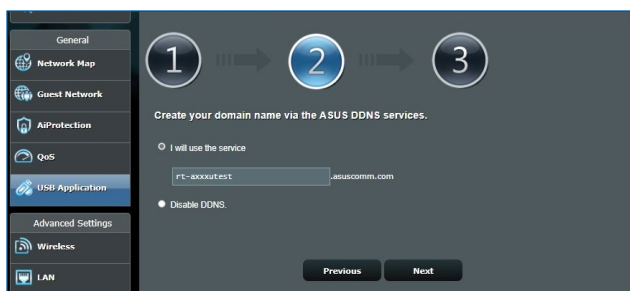 General
Network Map
Guest Network
AiProtection
QoS
USB Application
Advanced Settings
Wireless
LAN
1
2
3
Create your domain name via the ASUS DDNS services.
I will use the service
rt-axxxutest .asuscomm.com
Disable DDNS.
Previous Next